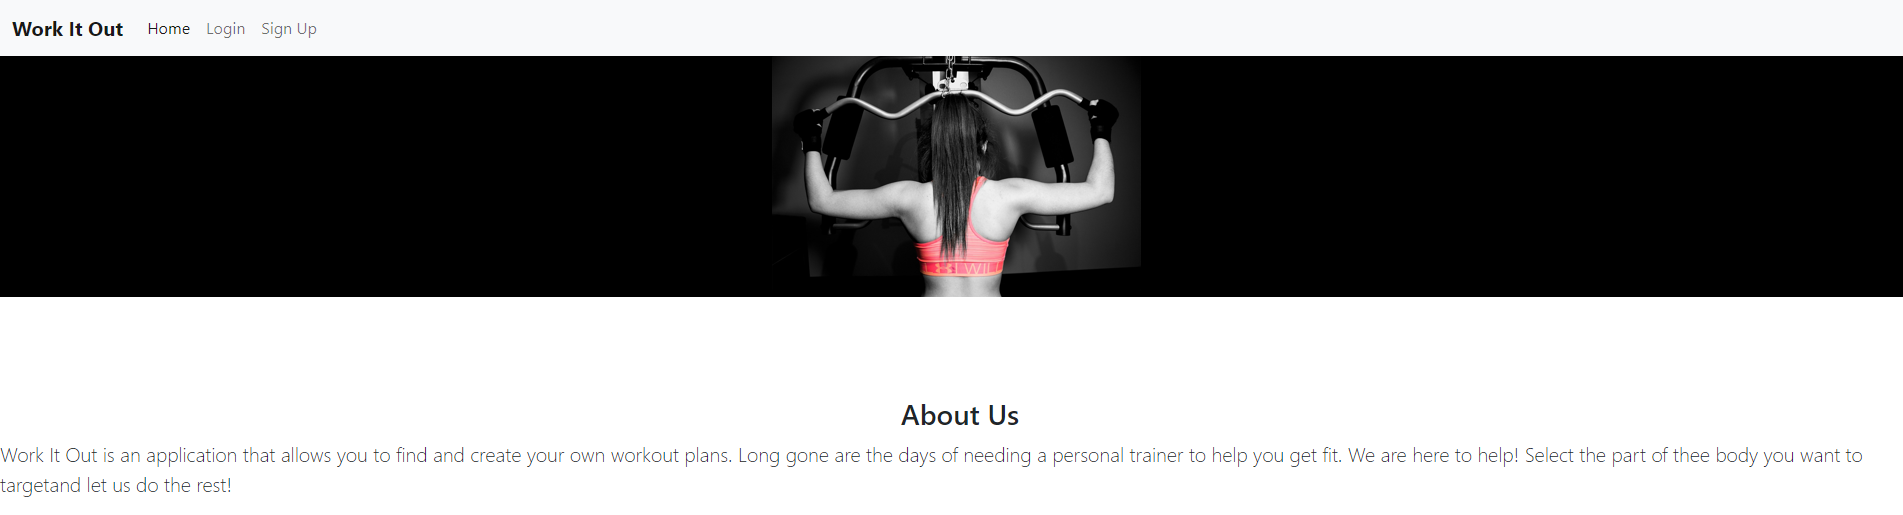 Work It Out Home Login Sign Up
WIL
About Us
Work It Out is an application that allows you to find and create your own workout plans. Long gone are the days of needing a personal trainer to help you get fit. We are here to help! Select the part of thee body you want to
targetand let us do the rest!